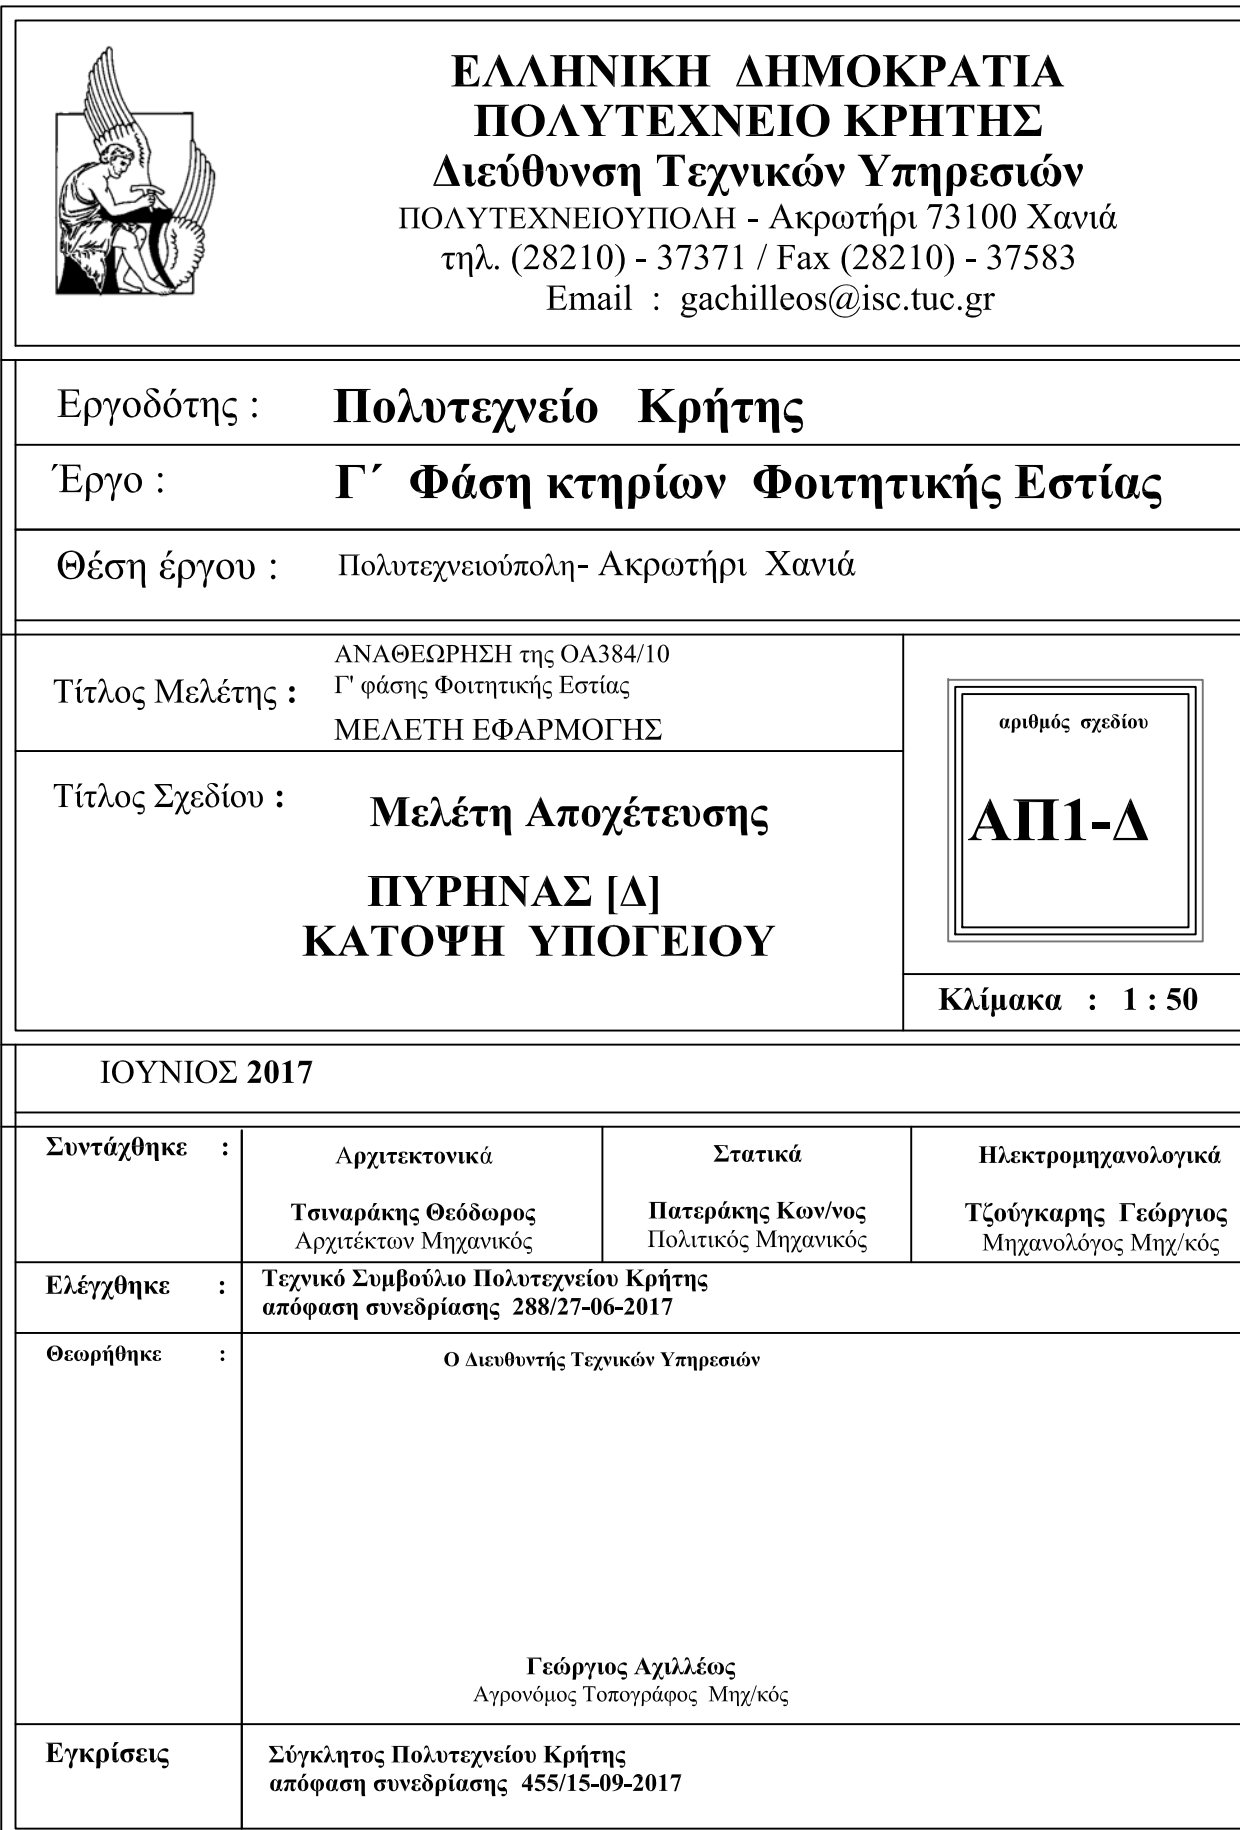 ΕΛΛΗΝΙΚΗ ΔΗΜΟΚΡΑΤΙΑ
ΠΟΛΥΤΕΧΝΕΙΟ ΚΡΗΤΗΣ
Διεύθυνση Τεχνικών Υπηρεσιών
ΠΟΛΥΤΕΧΝΕΙΟΥΠΟΛΗ - Ακρωτήρι 73100 Χανιά
τηλ. (28210) - 37371 / Fax (28210) - 37583
Email : gachilleos@isc.tuc.gr
Εργοδότης : Πολυτεχνείο Κρήτης
Έργο : Γ΄ Φάση κτηρίων Φοιτητικής Εστίας
Θέση έργου : Πολυτεχνειούπολη- Ακρωτήρι Χανιά
Τίτλος Μελέτης :
ΑΝΑΘΕΩΡΗΣΗ της ΟΑ384/10
Γ' φάσης Φοιτητικής Εστίας
ΜΕΛΕΤΗ ΕΦΑΡΜΟΓΗΣ
αριθμός σχεδίου
ΑΠ1-Δ
Τίτλος Σχεδίου : Μελέτη Αποχέτευσης
ΠΥΡΗΝΑΣ [Δ]
ΚΑΤΟΨΗ ΥΠΟΓΕΙΟΥ
Κλίμακα : 1 : 50
ΙΟΥΝΙΟΣ 2017
Συντάχθηκε :
Αρχιτεκτονικά
Τσιναράκης Θεόδωρος
Αρχιτέκτων Μηχανικός
Στατικά
Πατεράκης Κων/νος
Πολιτικός Μηχανικός
Ηλεκτρομηχανολογικά
Τζούγκαρης Γεώργιος
Μηχανολόγος Μηχ/κός
Ελέγχθηκε :
Τεχνικό Συμβούλιο Πολυτεχνείου Κρήτης
απόφαση συνεδρίασης 288/27-06-2017
Θεωρήθηκε :
Ο Διευθυντής Τεχνικών Υπηρεσιών
Γεώργιος Αχιλλέως
Αγρονόμος Τοπογράφος Μηχ/κός
Εγκρίσεις
Σύγκλητος Πολυτεχνείου Κρήτης
απόφαση συνεδρίασης 455/15-09-2017